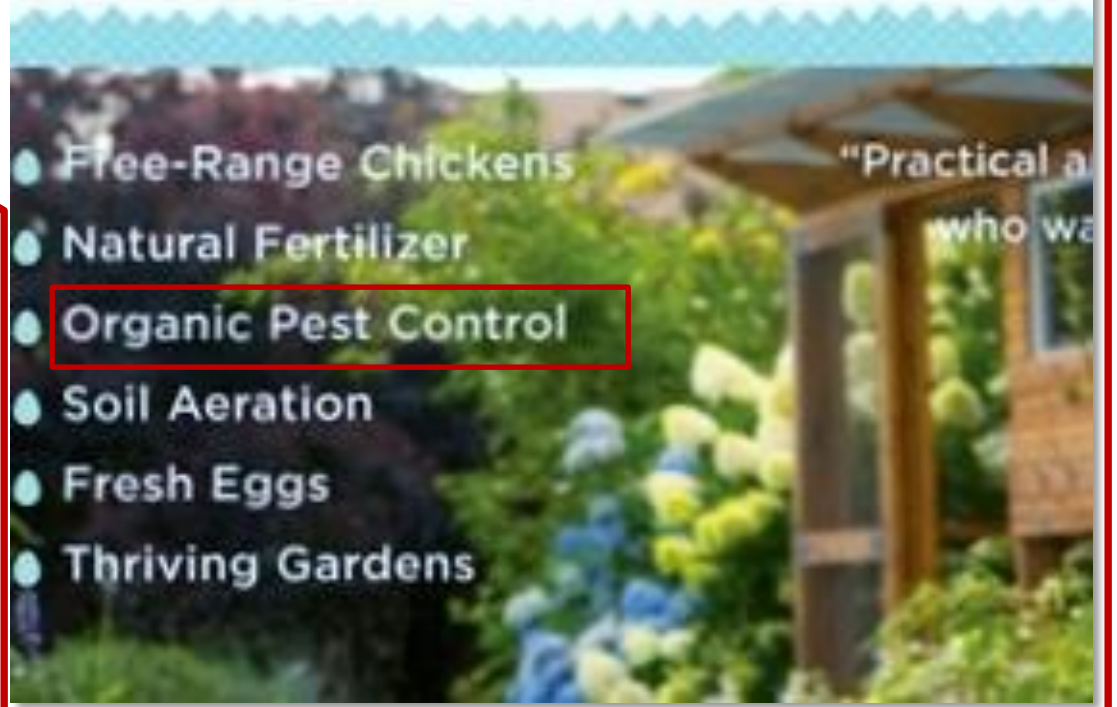 Free-Range Chickens
Natural Fertilizer
Organic Pest Control
Soil Aeration
Fresh Eggs
Thriving Gardens
“Practical a
who wa